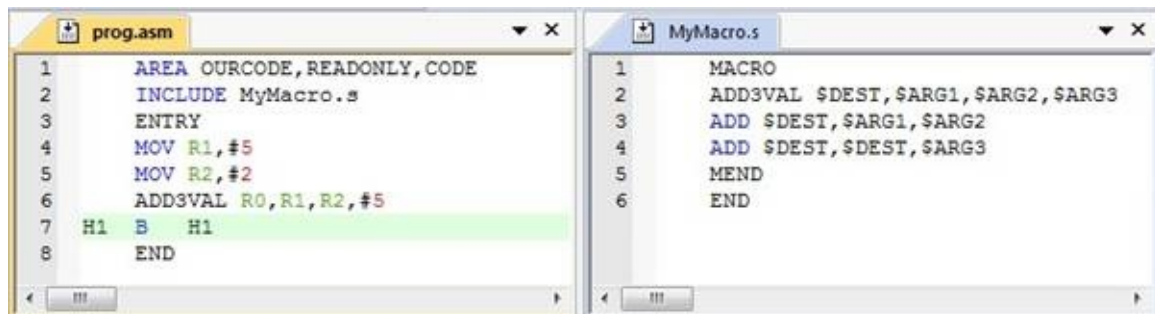 prog.asm
1 AREA OURCODE,READONLY,CODE
2 INCLUDE MyMacro.s
3 ENTRY
4 MOV R1,#5
5 MOV R2,#2
6 ADD3VAL R0,R1,R2,#5
7 H1 B H1
8 END
MyMacro.s
1 MACRO
2 ADD3VAL $DEST,$ARG1,$ARG2,$ARG3
3 ADD $DEST,$ARG1,$ARG2
4 ADD $DEST,$DEST,$ARG3
5 MEND
6 END